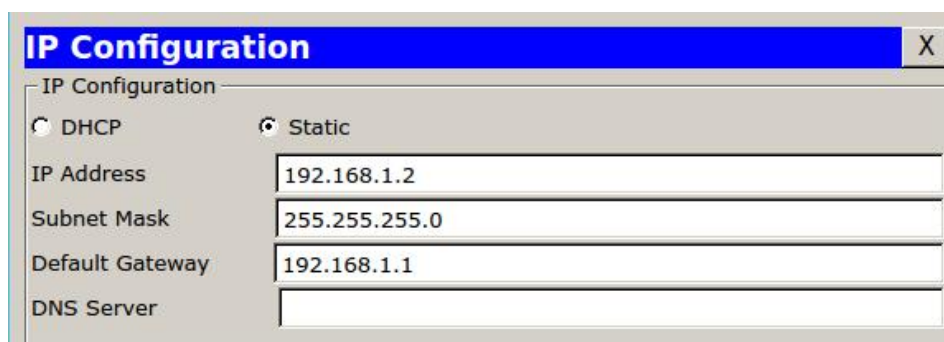 IP Configuration X
IP Configuration
DHCP Static
IP Address 192.168.1.2
Subnet Mask 255.255.255.0
Default Gateway 192.168.1.1
DNS Server